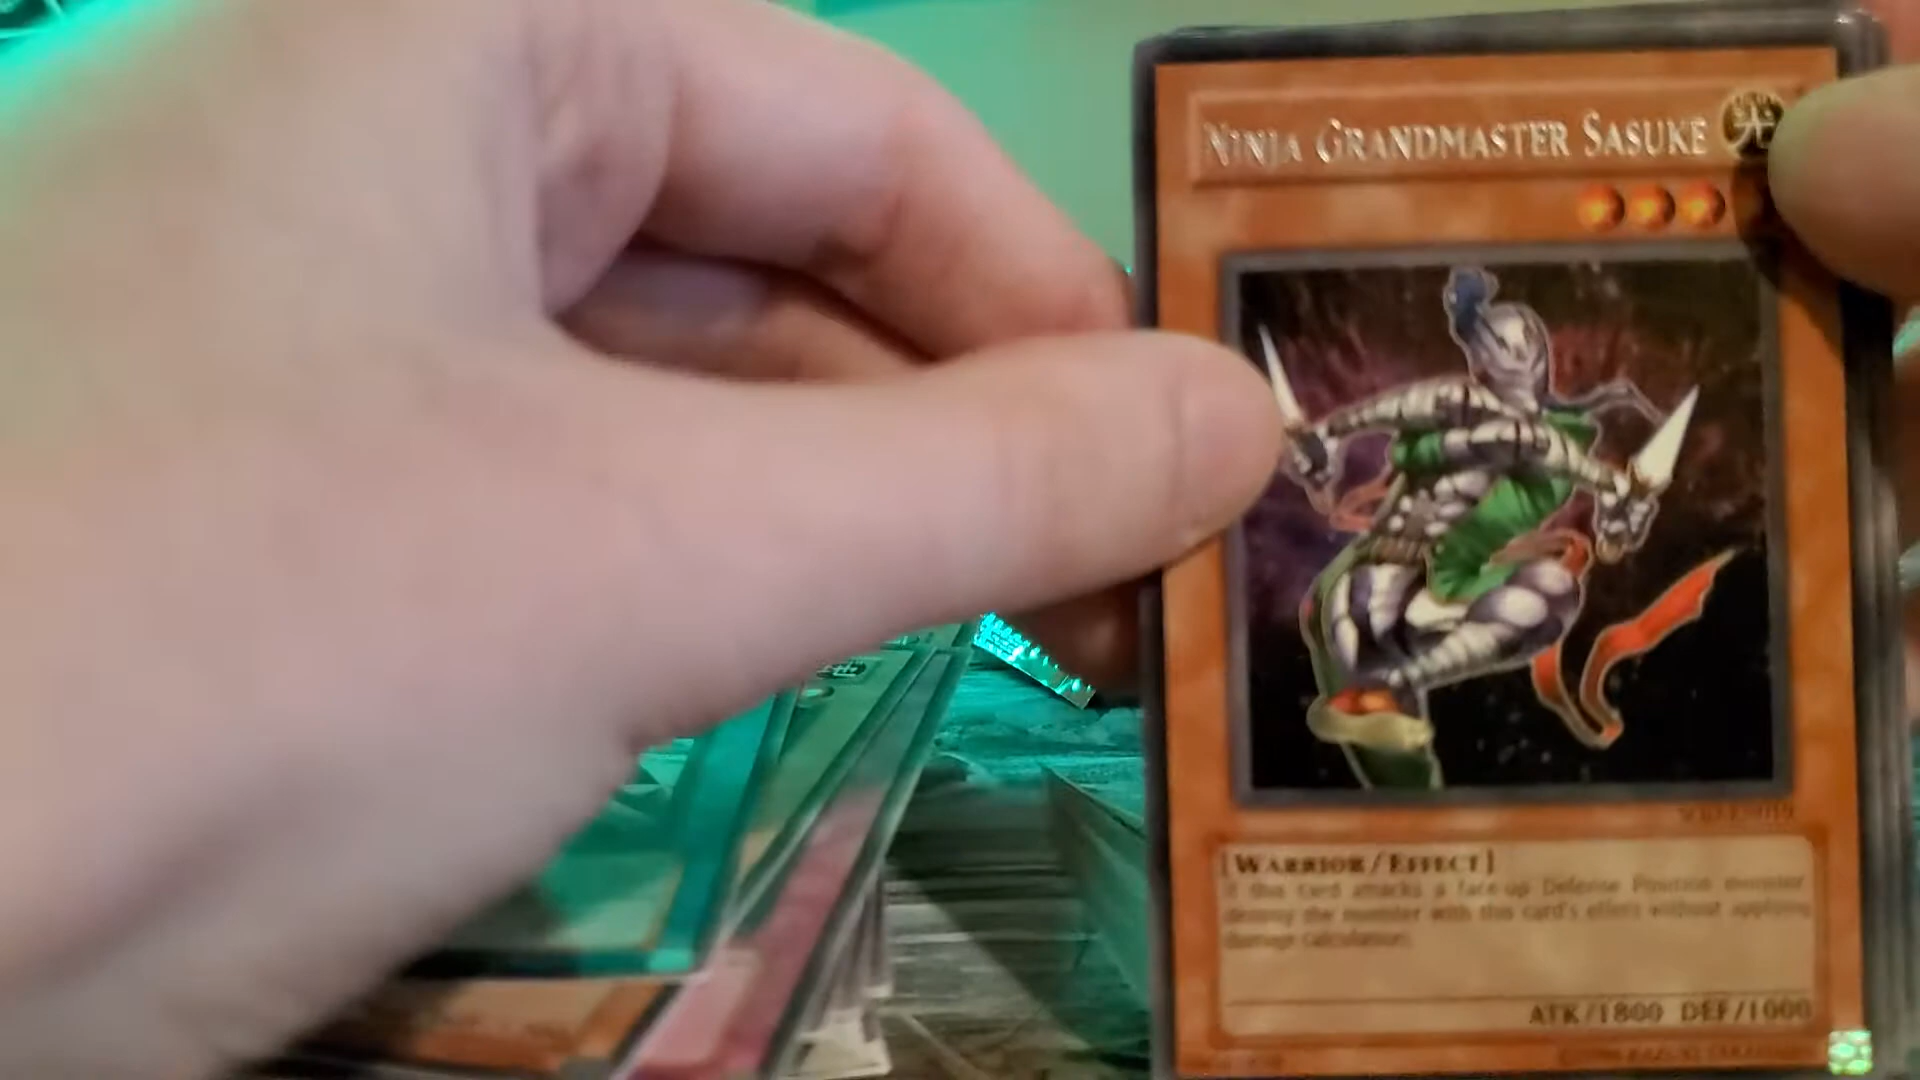 NINJA GRANDMASTER SASUKE 光
[WARRIOR/EFFECT]
If this card attacks a face-up Defense Position monster
destroy the monster with this card's effect without applying
damage calculation.
ATK/1800 DEF/1000